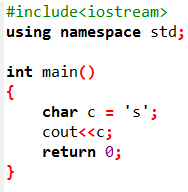 #include<iostream>
using namespace std;
int main()
{
    char c = 's';
    cout<<c;
    return 0;
}